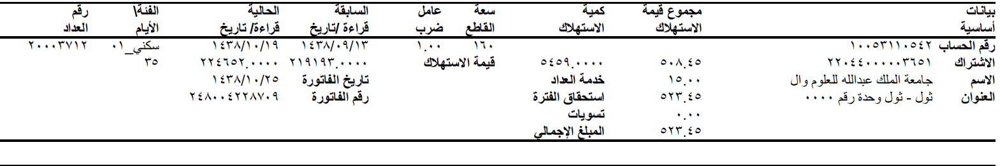 بيانات مجموع قيمة كمية سعة عامل السابقة الحالية الفئة\ رقم
أساسية الاستهلاك الاستهلاك القاطع ضرب قراءة /تاريخ قراءة/ تاريخ الأيام العداد
رقم الحساب ١٠٠٥٣١١٠٥٤٢ ١٦٠ ١.٠٠ ١٤٣٨/٠٩/١٣ ١٤٣٨/١٠/١٩ سكني_٠١ ٢٠٠٠٣٧١٢
الاشتراك ٢٢٠٤٤٠٠٠٠٠٣٦٥١ ٥٠٨.٤٥ ٥٤٥٩.٠٠٠٠ قيمة الاستهلاك ٢١٩١٩٣.٠٠٠٠ ٢٢٤٦٥٢.٠٠٠٠ ٣٥
الاسم جامعة الملك عبدالله للعلوم وال ١٥.٠٠ خدمة العداد تاريخ الفاتورة ١٤٣٨/١٠/٢٥
العنوان ثول - ثول وحدة رقم ٠٠٠٠ ٥٢٣.٤٥ استحقاق الفترة رقم الفاتورة ٢٤٨٠٠٤٢٢٨٧٠٩
٠.٠٠ تسويات
٥٢٣.٤٥ المبلغ الإجمالي